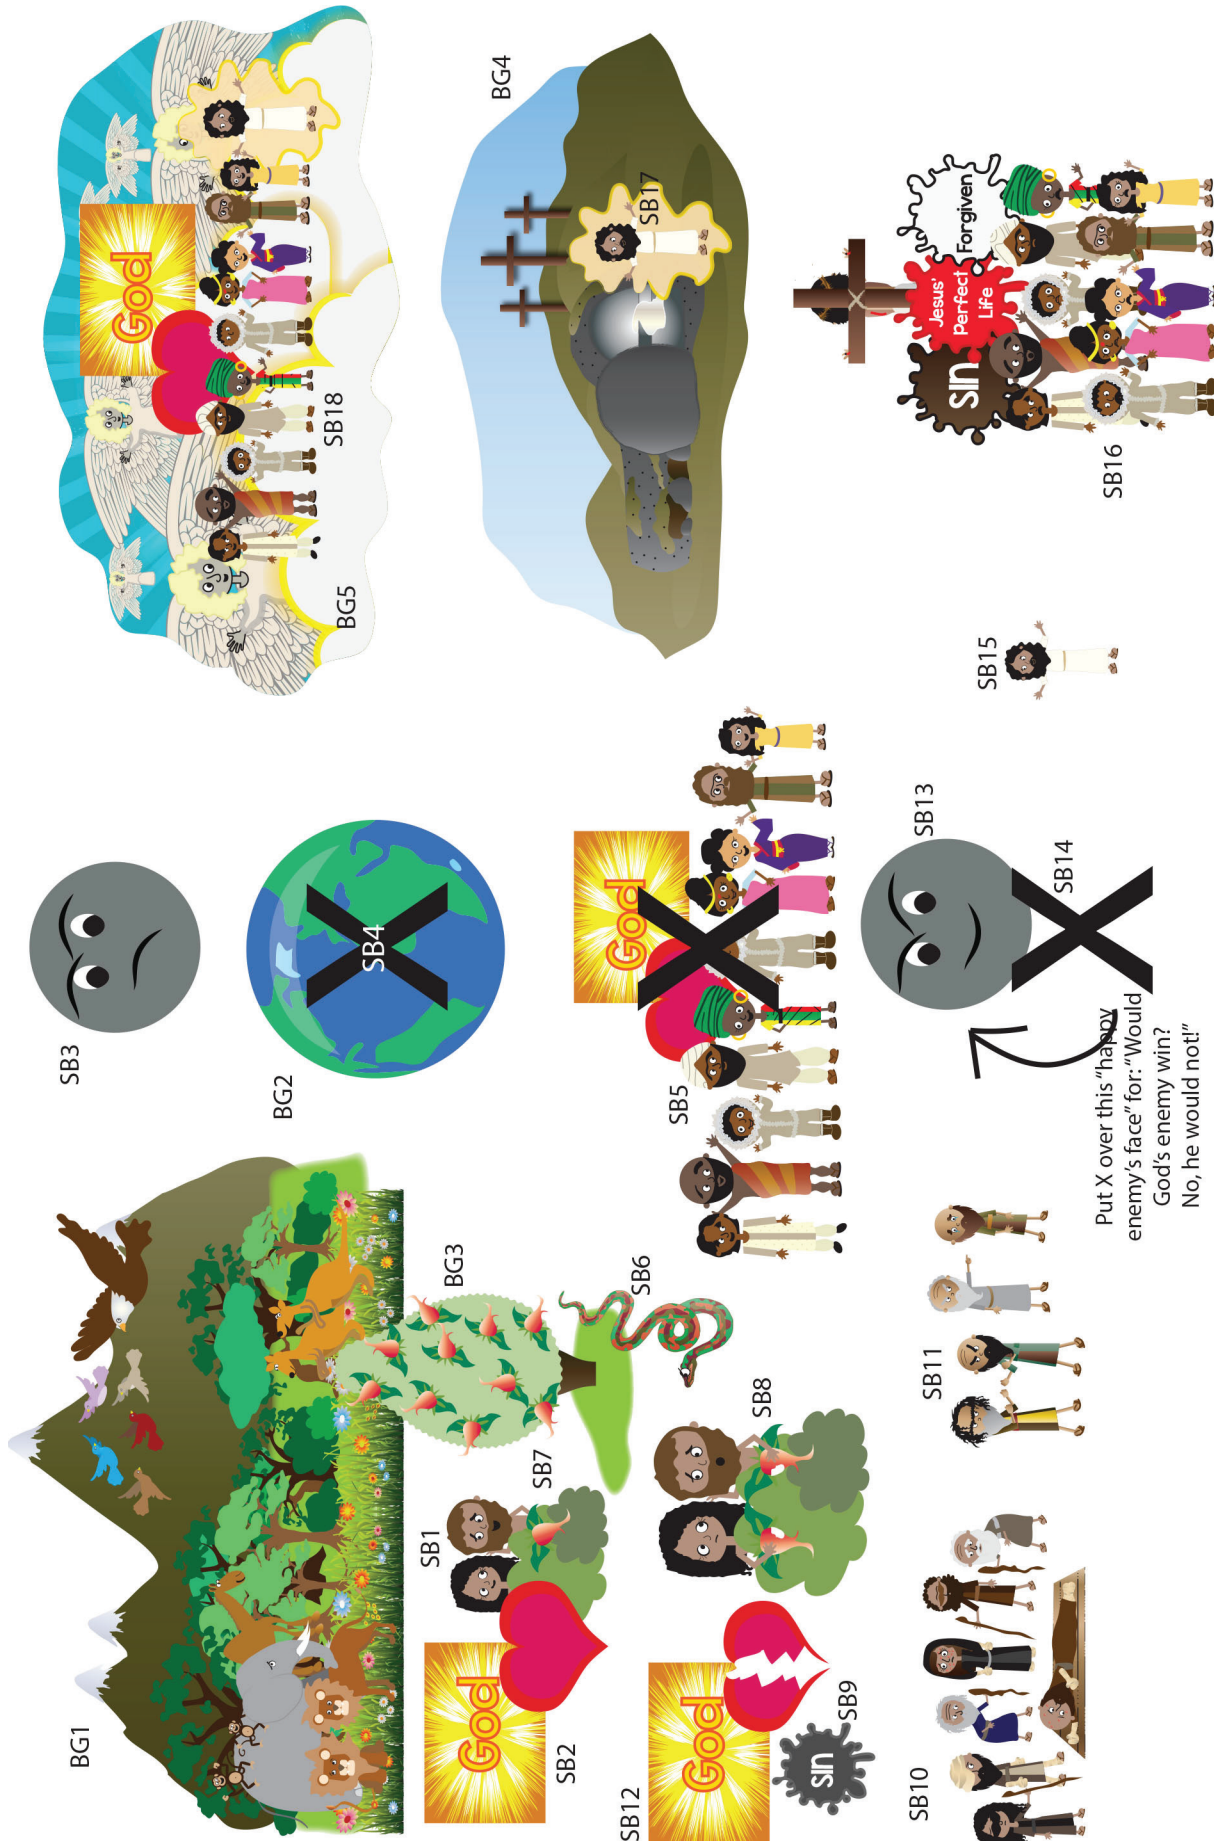 BG1
SB3
God
SB18
BG5
BG2
SB4
BG4
SB17
SB1
SB7
BG3
God
SB2
SB6
God
SB5
Sin
Jesus'
Perfect
Life
Forgiven
SB16
SB12
God
SB8
sin
SB9
SB13
SB14
SB15
Put X over this "happy
enemy's face" for: "Would
God's enemy win?
No, he would not!"
SB10
SB11